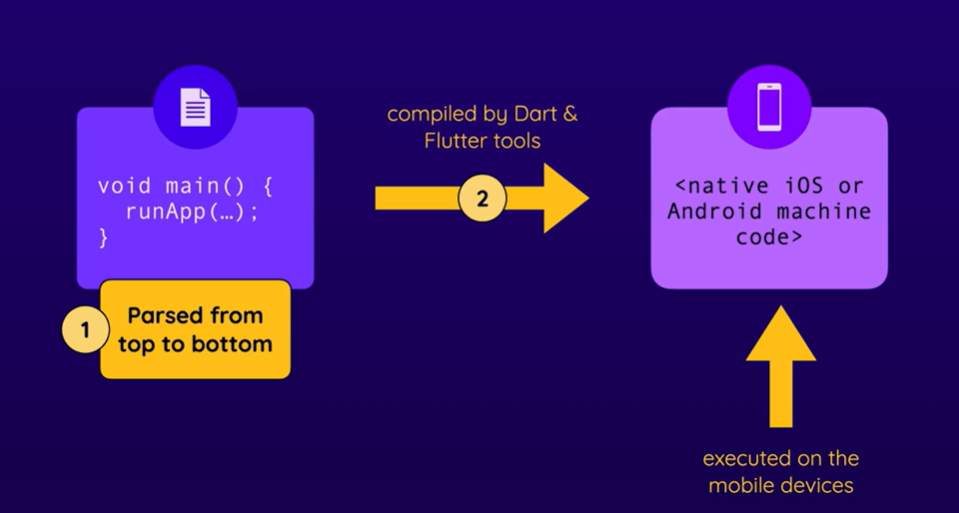 void main() {
runApp(…);
}
1
Parsed from
top to bottom
compiled by Dart &
Flutter tools
2
<native iOS or
Android machine
code>
executed on the
mobile devices